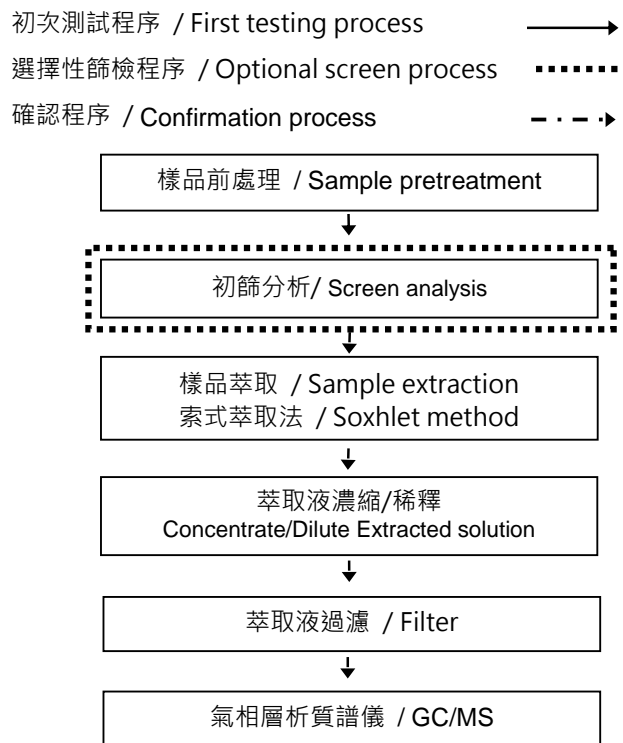 初次測試程序 / First testing process
選擇性篩檢程序 / Optional screen process
確認程序 / Confirmation process
樣品前處理 / Sample pretreatment
初篩分析/ Screen analysis
樣品萃取 / Sample extraction
索式萃取法 / Soxhlet method
萃取液濃縮/稀釋
Concentrate/Dilute Extracted solution
萃取液過濾 / Filter
氣相層析質譜儀 / GC/MS